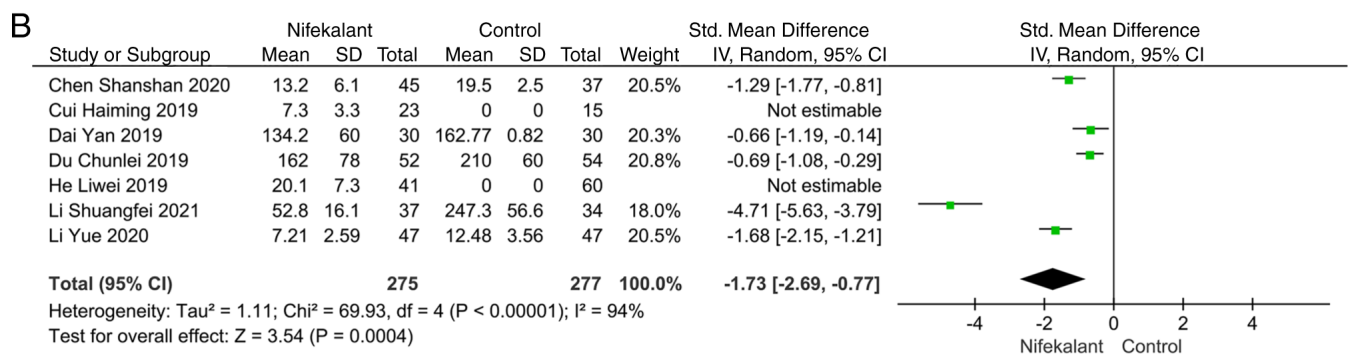 B
Nifekalant Control Std. Mean Difference Std. Mean Difference
Study or Subgroup Mean SD Total Mean SD Total Weight IV, Random, 95% CI IV, Random, 95% CI
Chen Shanshan 2020 13.2 6.1 45 19.5 2.5 37 20.5% -1.29 [-1.77, -0.81]
Cui Haiming 2019 7.3 3.3 23 0 0 15 Not estimable
Dai Yan 2019 134.2 60 30 162.77 0.82 30 20.3% -0.66 [-1.19, -0.14]
Du Chunlei 2019 162 78 52 210 60 54 20.8% -0.69 [-1.08, -0.29]
He Liwei 2019 20.1 7.3 41 0 0 60 Not estimable
Li Shuangfei 2021 52.8 16.1 37 247.3 56.6 34 18.0% -4.71 [-5.63, -3.79]
Li Yue 2020 7.21 2.59 47 12.48 3.56 47 20.5% -1.68 [-2.15, -1.21]
Total (95% CI) 275 277 100.0% -1.73 [-2.69, -0.77]
Heterogeneity: Tau² = 1.11; Chi² = 69.93, df = 4 (P < 0.00001); I² = 94%
Test for overall effect: Z = 3.54 (P = 0.0004)
-4 -2 0 2 4
Nifekalant Control